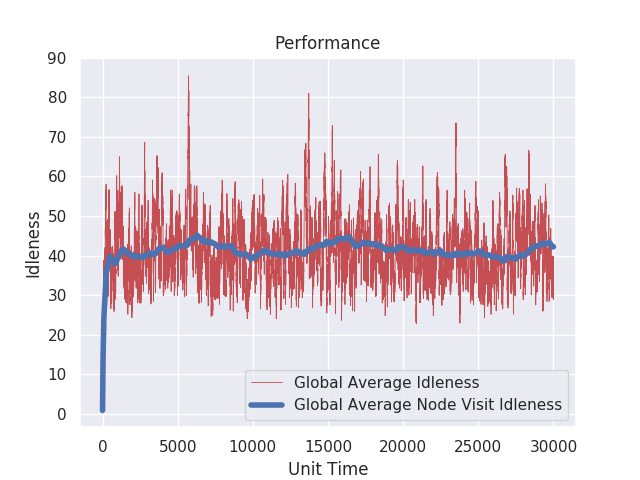 Performance
90
80
70
60
50
40
30
20
10
0
Idleness
0 5000 10000 15000 20000 25000 30000
Unit Time
Global Average Idleness
Global Average Node Visit Idleness